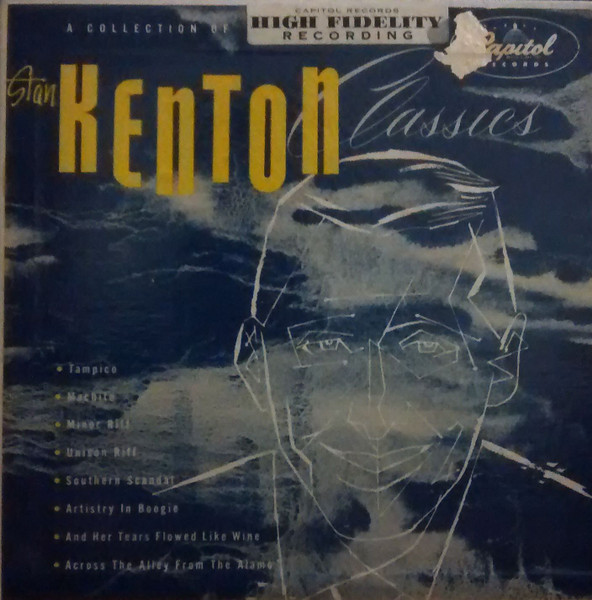 A COLLECTION OF
CAPITOL RECORDS
HIGH FIDELITY
RECORDING
Capitol
RECORDS
Stan
KENTON
Classics
• Tampico
• Machito
• Minor Riff
• Unison Riff
• Southern Scandal
• Artistry In Boogie
• And Her Tears Flowed Like Wine
• Across The Alley From The Alamo